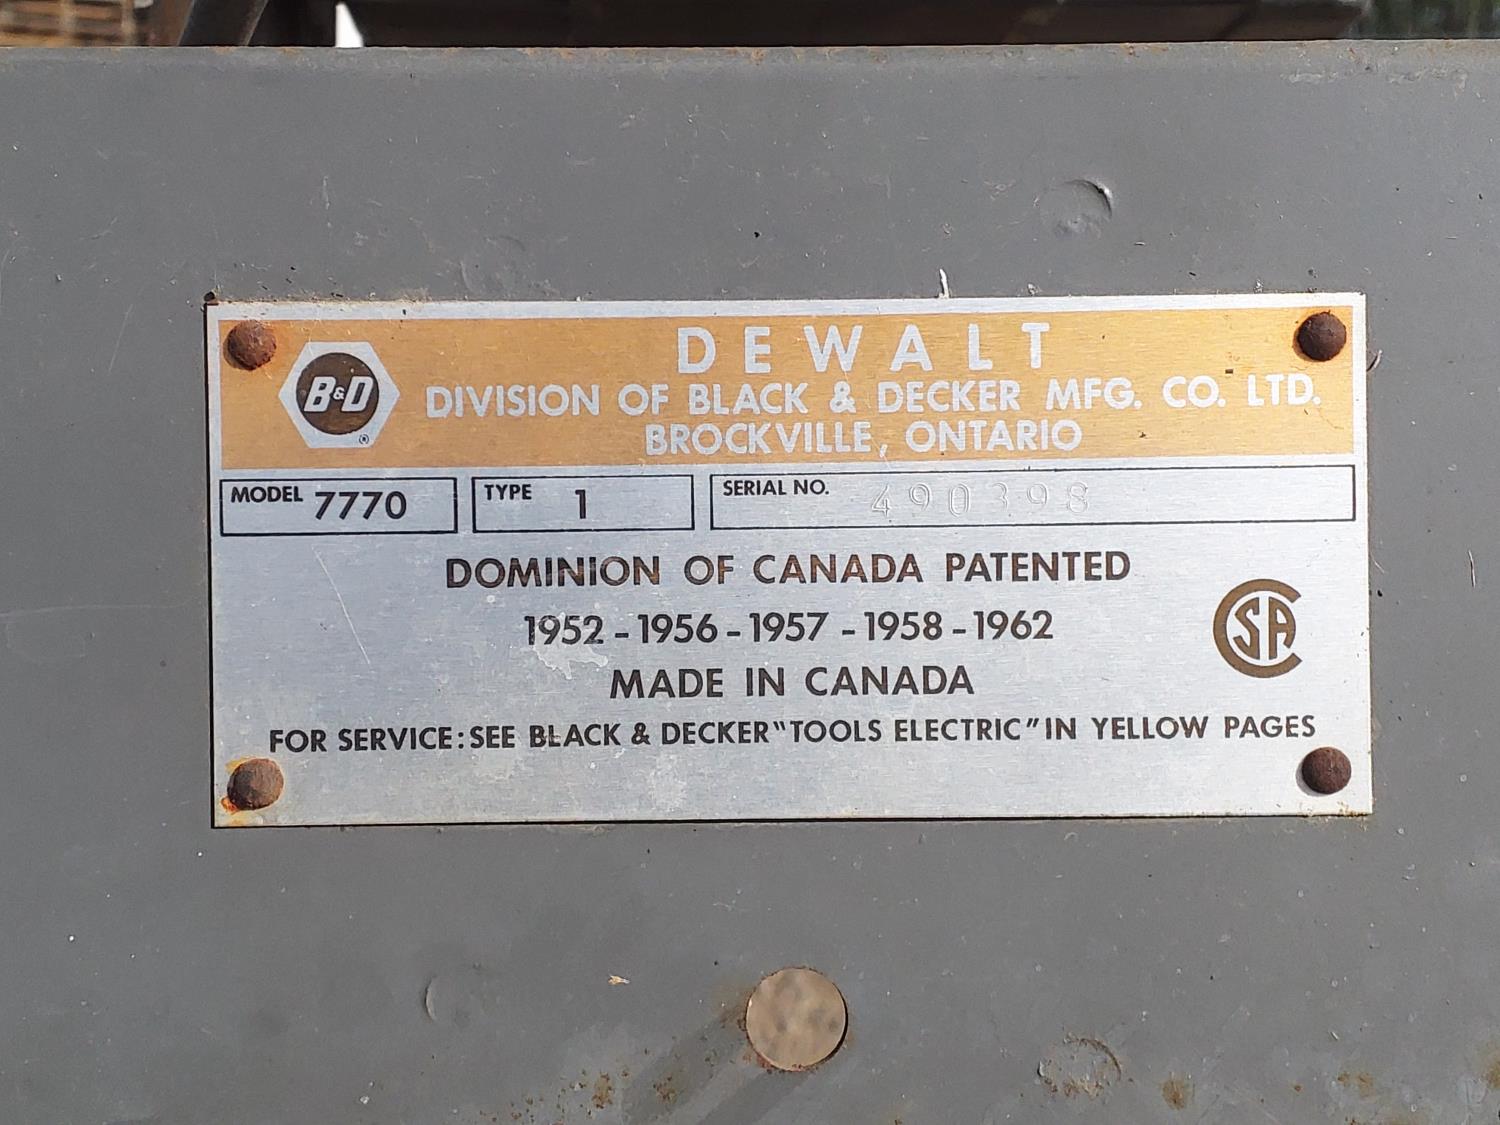 B&D
®
DEWALT
DIVISION OF BLACK & DECKER MFG. CO. LTD.
BROCKVILLE, ONTARIO
MODEL 7770 TYPE 1 SERIAL NO. 490398
DOMINION OF CANADA PATENTED
1952-1956-1957-1958-1962
MADE IN CANADA
CSA
FOR SERVICE: SEE BLACK & DECKER "TOOLS ELECTRIC" IN YELLOW PAGES